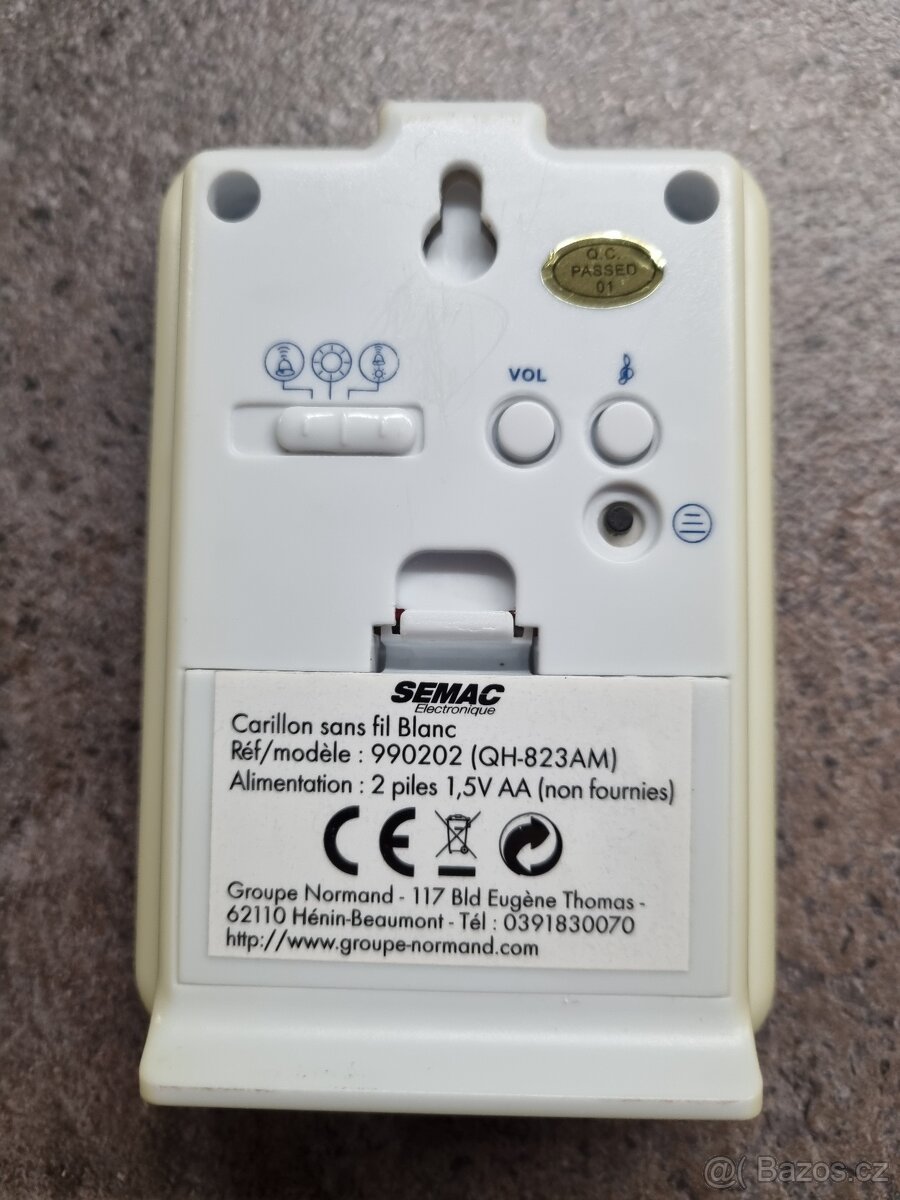 Q.C.
PASSED
01
VOL
SEMAC
Electronique
Carillon sans fil Blanc
Réf/modèle : 990202 (QH-823AM)
Alimentation : 2 piles 1,5V AA (non fournies)
CE
Groupe Normand - 117 Bld Eugène Thomas -
62110 Hénin-Beaumont - Tél : 0391830070
http://www.groupe-normand.com
@( Bazos.cz